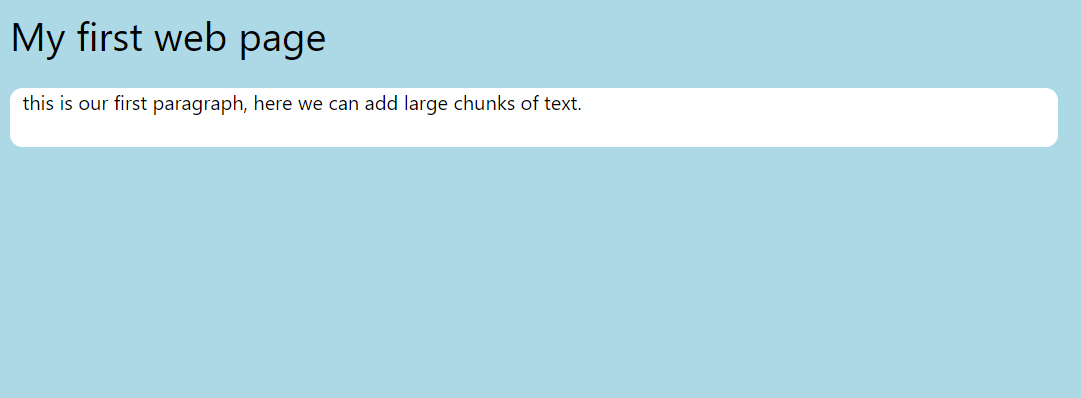 My first web page
this is our first paragraph, here we can add large chunks of text.